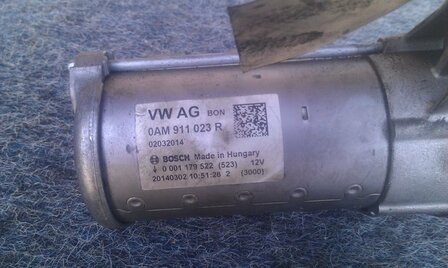 VW AG BON
0AM 911 023 R
02032014
BOSCH Made in Hungary
0 001 179 522 (523) 12V
20140302 10:51:26 2 (3000)